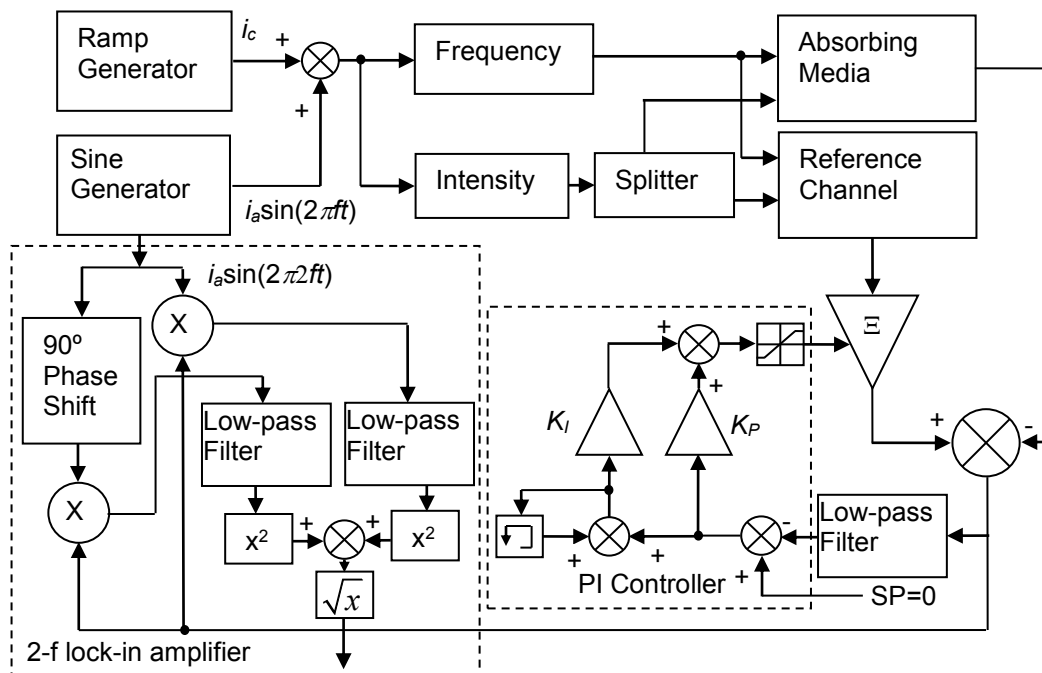 Ramp
Generator
i_c
+
+
Frequency
Absorbing
Media
Sine
Generator
i_a sin(2πft)
Intensity
Splitter
Reference
Channel
i_a sin(2π2ft)
X
90º
Phase
Shift
Low-pass
Filter
Low-pass
Filter
X
x²
+
+
x²
√x
2-f lock-in amplifier
+
+
K_I
K_P
Ξ
+
-
+
+
-
+
PI Controller
Low-pass
Filter
SP=0